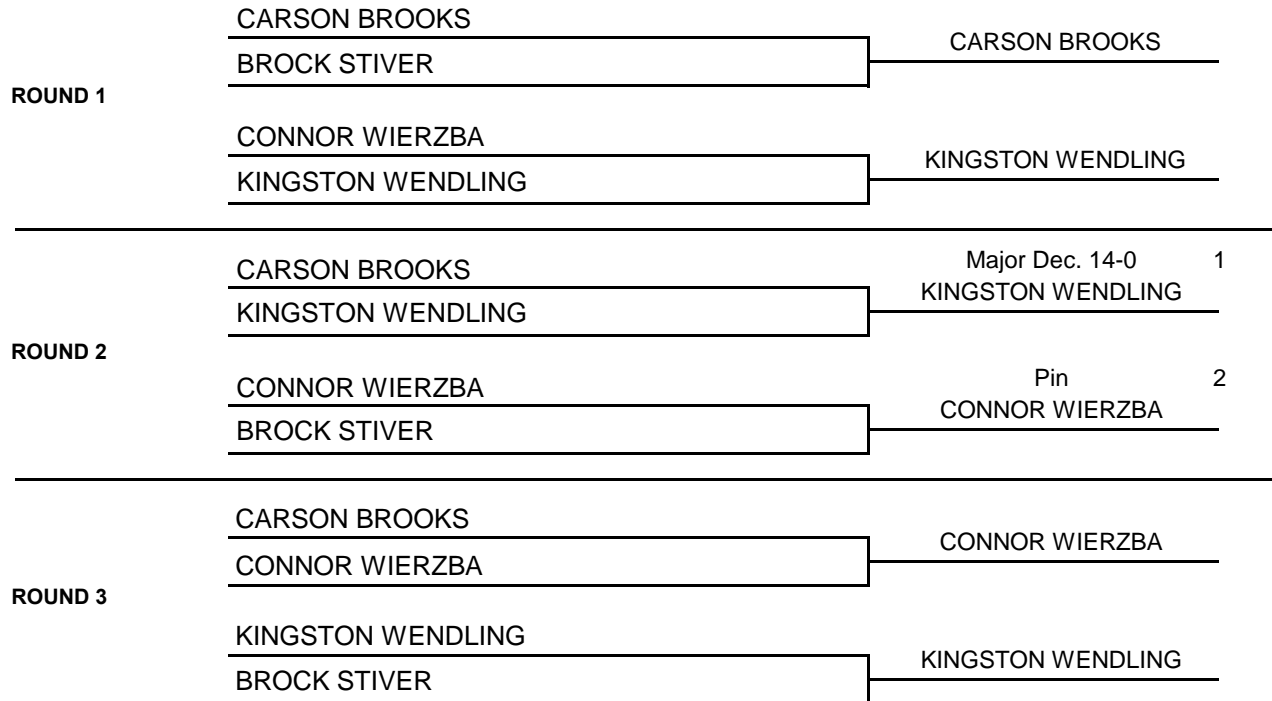 CARSON BROOKS
CARSON BROOKS
BROCK STIVER
ROUND 1
CONNOR WIERZBA
KINGSTON WENDLING
KINGSTON WENDLING
Major Dec. 14-0 1
CARSON BROOKS
KINGSTON WENDLING
KINGSTON WENDLING
ROUND 2
Pin 2
CONNOR WIERZBA
CONNOR WIERZBA
BROCK STIVER
CARSON BROOKS
CONNOR WIERZBA
CONNOR WIERZBA
ROUND 3
KINGSTON WENDLING
KINGSTON WENDLING
BROCK STIVER